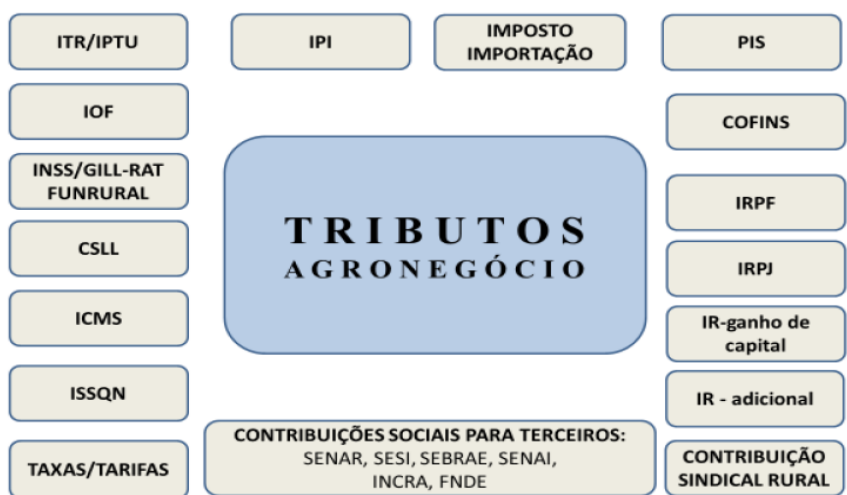 ITR/IPTU
IPI
IMPOSTO
IMPORTAÇÃO
PIS
IOF
COFINS
INSS/GILL-RAT
FUNRURAL
IRPF
TRIBUTOS
AGRONEGÓCIO
CSLL
IRPJ
ICMS
IR-ganho de
capital
ISSQN
IR - adicional
TAXAS/TARIFAS
CONTRIBUIÇÕES SOCIAIS PARA TERCEIROS:
SENAR, SESI, SEBRAE, SENAI,
INCRA, FNDE
CONTRIBUIÇÃO
SINDICAL RURAL